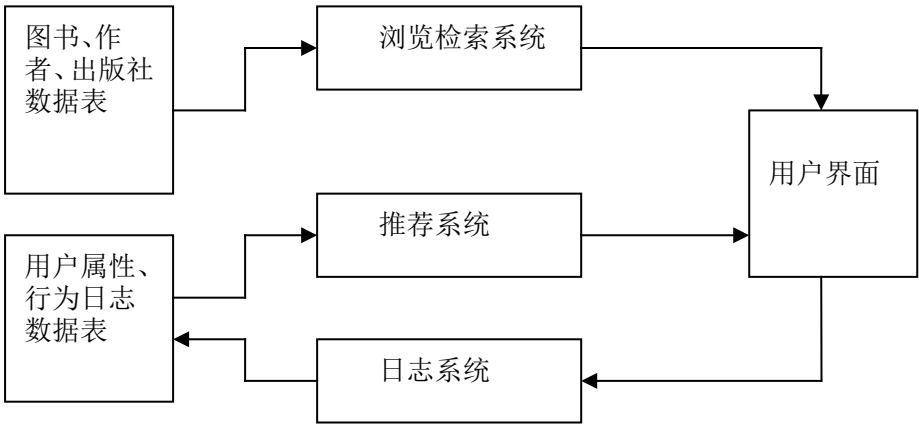 图书、作
者、出版社
数据表
浏览检索系统
用户界面
推荐系统
用户属性、
行为日志
数据表
日志系统